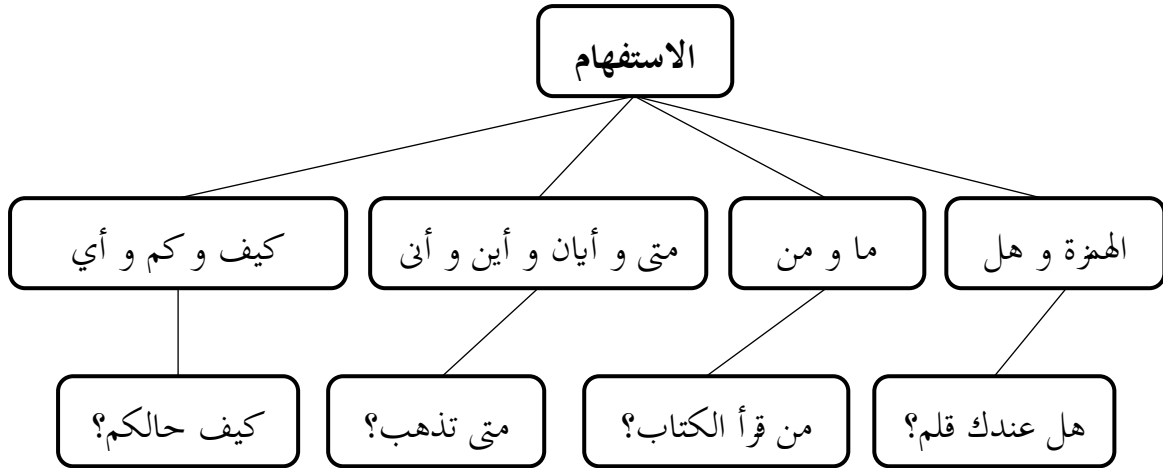 الاستفهام
الهمزة و هل
ما و من
متى و أيان و أين و أنى
كيف و كم و أي
هل عندك قلم؟
من قرأ الكتاب؟
متى تذهب؟
كيف حالكم؟